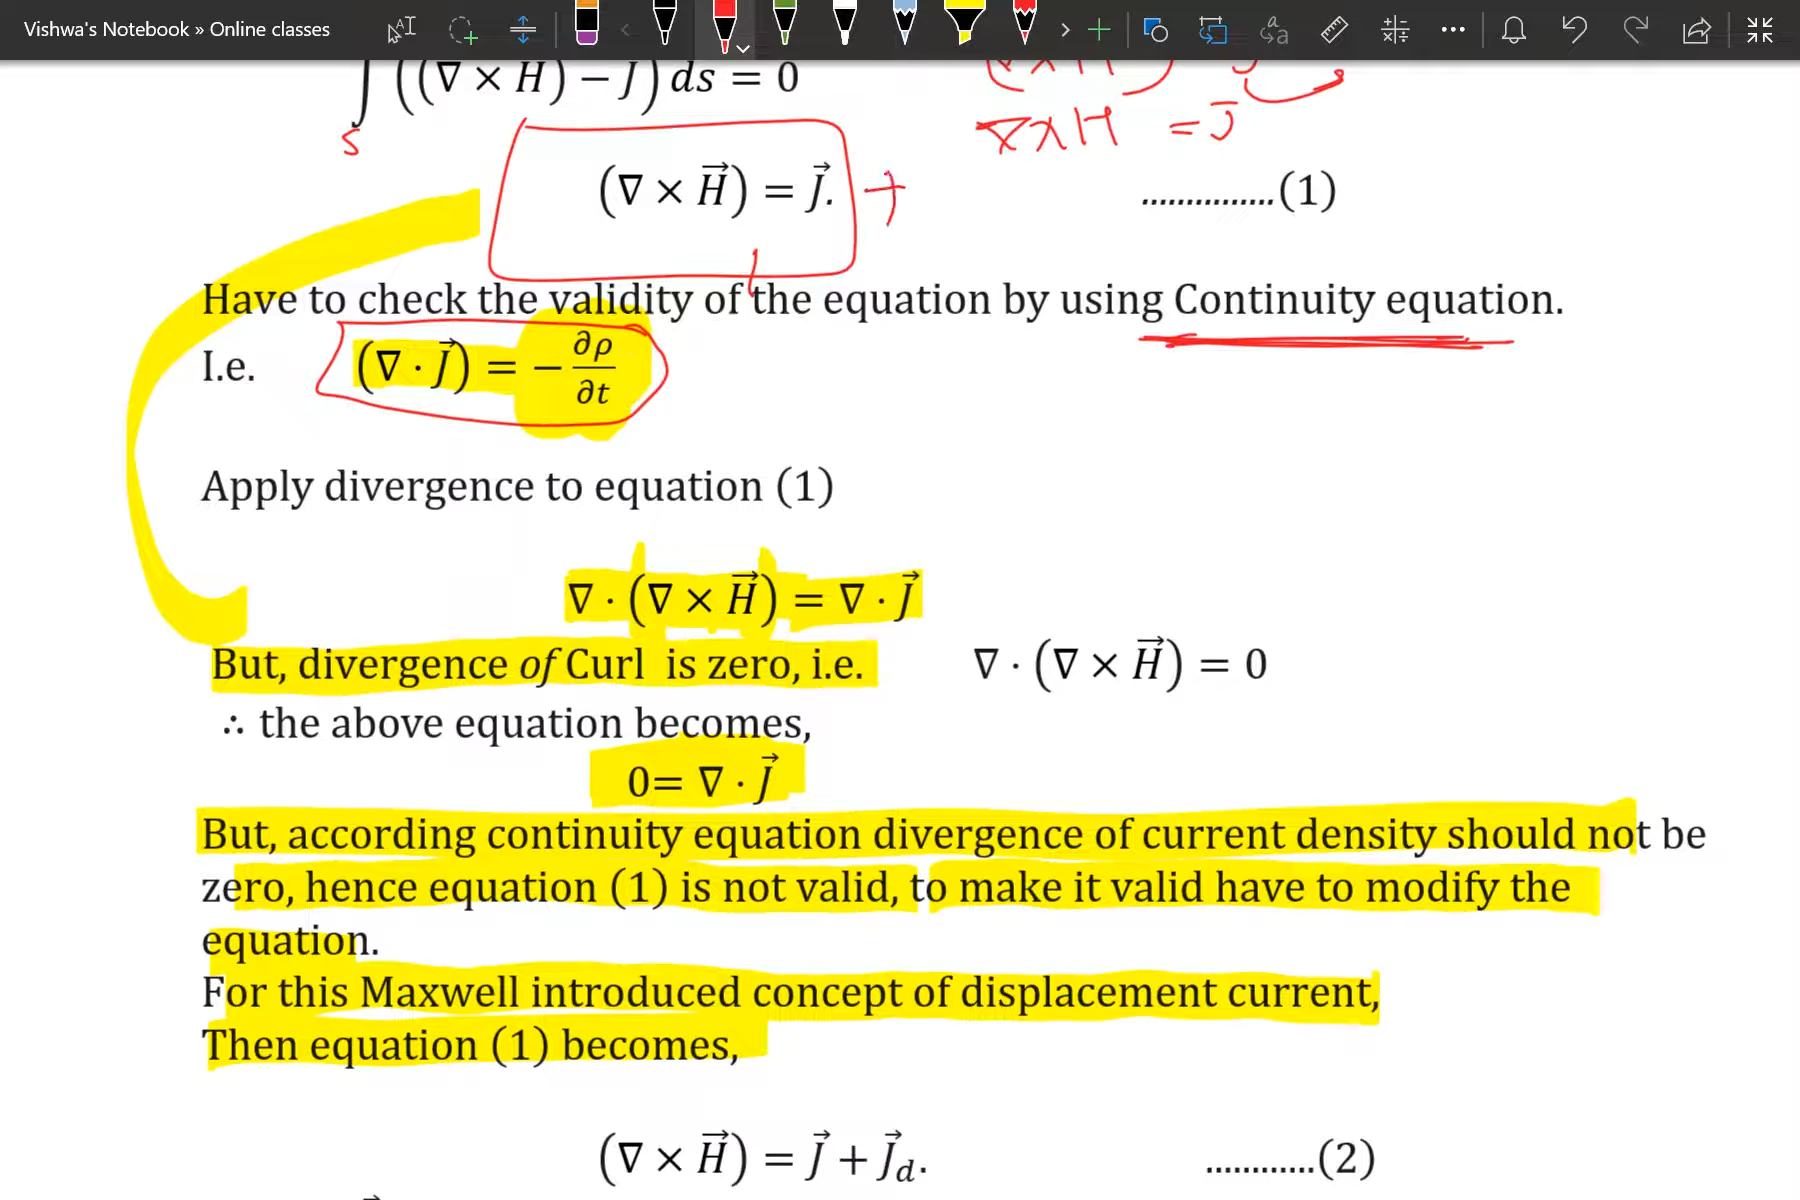 Vishwa's Notebook » Online classes
∫ ((∇ × H) − J) ds = 0
S
∇×H = J̄
(∇ × H⃗) = J⃗. + ...............(1)
Have to check the validity of the equation by using Continuity equation.
I.e. (∇ · J⃗) = − ∂ρ/∂t
Apply divergence to equation (1)
∇ · (∇ × H⃗) = ∇ · J⃗
But, divergence of Curl is zero, i.e. ∇ · (∇ × H⃗) = 0
∴ the above equation becomes,
0= ∇ · J⃗
But, according continuity equation divergence of current density should not be
zero, hence equation (1) is not valid, to make it valid have to modify the
equation.
For this Maxwell introduced concept of displacement current,
Then equation (1) becomes,
(∇ × H⃗) = J⃗ + J⃗d. ............(2)